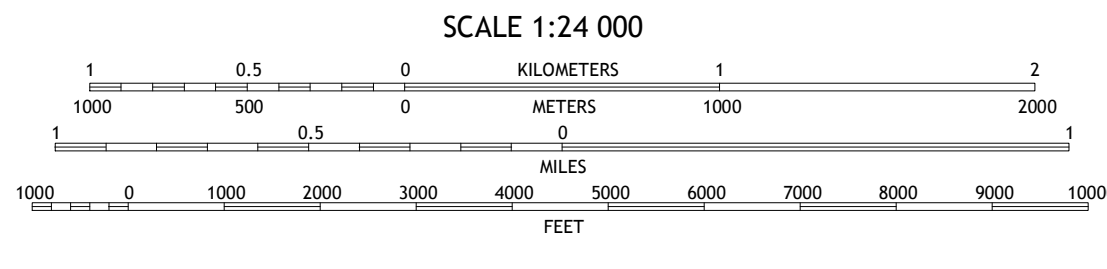 SCALE 1:24 000
1 0.5 0 KILOMETERS 1 2
1000 500 0 METERS 1000 2000
1 0.5 0 1
MILES
1000 0 1000 2000 3000 4000 5000 6000 7000 8000 9000 1000
FEET